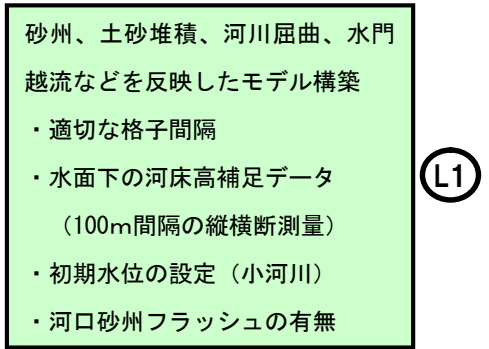 砂州、土砂堆積、河川屈曲、水門
越流などを反映したモデル構築
・適切な格子間隔
・水面下の河床高補足データ
（100ｍ間隔の縦横断測量）
・初期水位の設定（小河川）
・河口砂州フラッシュの有無
L1